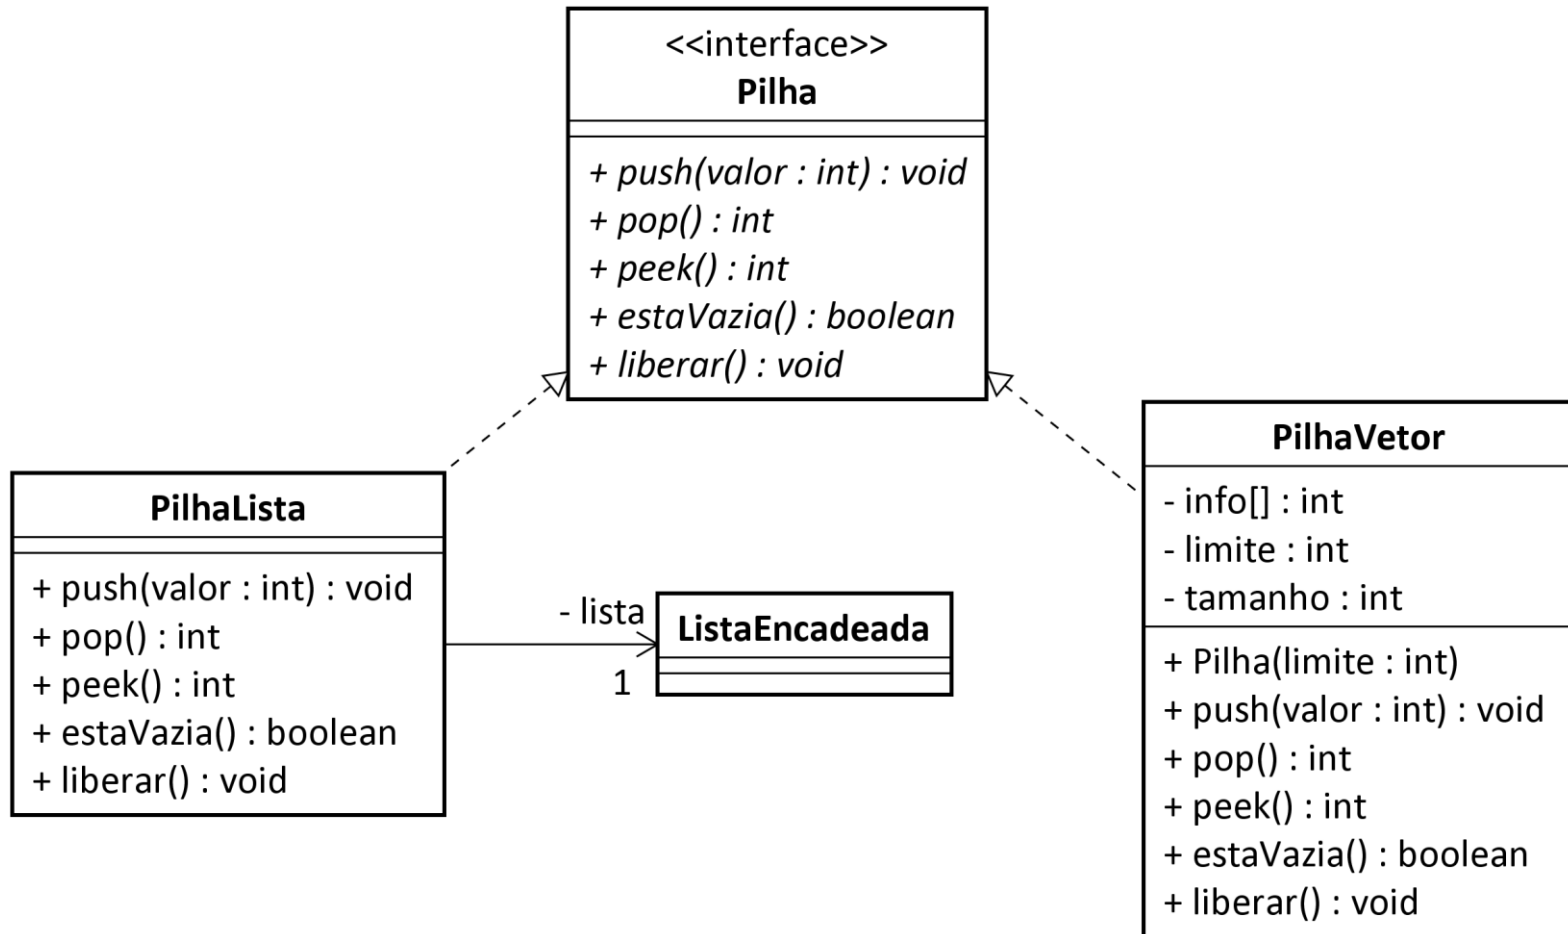 <<interface>>
Pilha
+ push(valor : int) : void
+ pop() : int
+ peek() : int
+ estaVazia() : boolean
+ liberar() : void
PilhaLista
+ push(valor : int) : void
+ pop() : int
+ peek() : int
+ estaVazia() : boolean
+ liberar() : void
- lista
1
ListaEncadeada
PilhaVetor
- info[] : int
- limite : int
- tamanho : int
+ Pilha(limite : int)
+ push(valor : int) : void
+ pop() : int
+ peek() : int
+ estaVazia() : boolean
+ liberar() : void